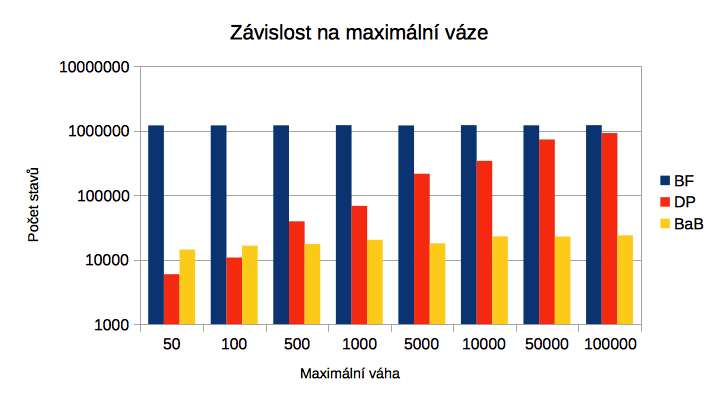 Závislost na maximální váze
10000000
1000000
100000
10000
1000
Počet stavů
50 100 500 1000 5000 10000 50000 100000
Maximální váha
BF
DP
BaB